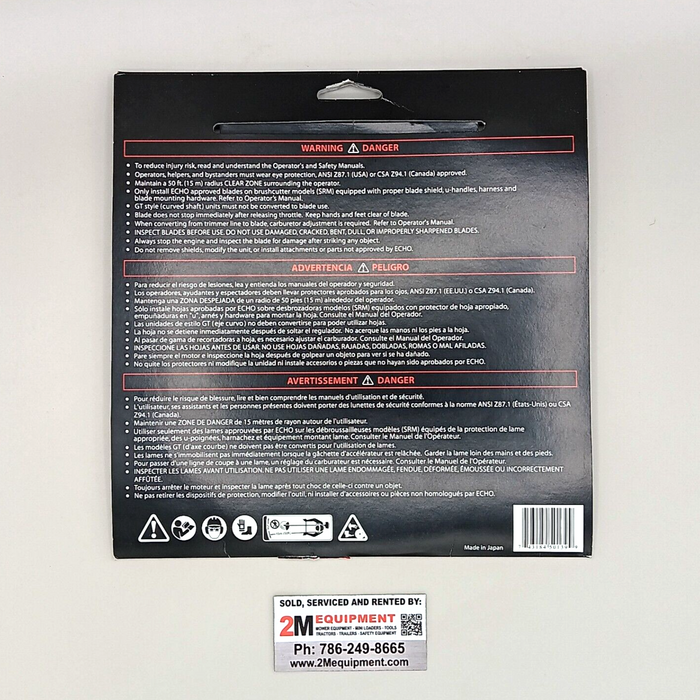 WARNING DANGER
• To reduce injury risk, read and understand the Operator's and Safety Manuals.
• Operators, helpers, and bystanders must wear eye protection, ANSI Z87.1 (USA) or CSA Z94.1 (Canada) approved.
• Maintain a 50 ft. (15 m) radius CLEAR ZONE surrounding the operator.
• Only install ECHO approved blades on brushcutter models (SRM) equipped with proper blade shield, u-handles, harness and
blade mounting hardware. Refer to Operator's Manual.
• GT style (curved shaft) units must not be converted to blade use.
• Blade does not stop immediately after releasing throttle. Keep hands and feet clear of blade.
• When converting from trimmer line to blade, carburetor adjustment is required. Refer to Operator's Manual.
• INSPECT BLADES BEFORE USE. DO NOT USE DAMAGED, CRACKED, BENT, DULL, OR IMPROPERLY SHARPENED BLADES.
• Always stop the engine and inspect the blade for damage after striking any object.
• Do not remove shields, modify the unit, or install attachments or parts not approved by ECHO.
ADVERTENCIA PELIGRO
• Para reducir el riesgo de lesiones, lea y entienda los manuales del operador y seguridad.
• Los operadores, ayudantes y espectadores deben llevar protectores aprobados para los ojos, ANSI Z87.1 (EE.UU.) o CSA Z94.1 (Canada).
• Mantenga una ZONA DESPEJADA de un radio de 50 pies (15 m) alrededor del operador.
• Sólo instale hojas aprobadas por ECHO sobre desbrozadoras modelos (SRM) equipados con protector de hoja apropiado,
empuñaduras en "u", arnés y hardware para montar la hoja. Consulte el Manual del Operador.
• Las unidades de estilo GT (eje curvo) no deben convertirse para poder utilizar hojas.
• La hoja no se detiene immediamente después de soltar el regulador. No acerque las manos ni los pies a la hoja.
• Al pasar de gama de recortadoras a hoja, es necesario ajustar el carburador. Consulte el Manual del Operador.
• INSPECCIONE LAS HOJAS ANTES DE USAR. NO USE HOJAS DAÑADAS, RAJADAS, DOBLADAS, ROMAS O MAL AFILADAS.
• Pare siempre el motor e inspeccione la hoja después de golpear un objeto para ver si se ha dañado.
• No quite los protectores ni modifique la unidad ni instale accesorios o piezas que no hayan sido aprobados por ECHO.
AVERTISSEMENT DANGER
• Pour réduire le risque de blessure, lire et bien comprendre les manuels d'utilisation et de sécurité.
• L'utilisateur, ses assistants et les personnes présentes doivent porter des lunettes de sécurité conformes à la norme ANSI Z87.1 (États-Unis) ou CSA
Z94.1 (Canada).
• Maintenir une ZONE DE DANGER de 15 mètres de rayon autour de l'utilisateur.
• Utiliser seulement des lames approuvées par ECHO sur les débroussailleuses modèles (SRM) équipés de la protection de lame
appropriée, des u-poignées, harnachez et équipement montant lame. Consulter le Manuel de l'Opérateur.
• Les modèles GT (d'axe courbe) ne doivent pas être convertis pour l'utilisation de lames.
• Les lames ne s'immobilisent pas immédiatement lorsque la gâchette d'accélérateur est relâchée. Garder la lame loin des mains et des pieds.
• Pour passer d'une ligne de coupe à une lame, un réglage du carburateur est nécessaire. Consulter le Manuel de l'Opérateur.
• INSPECTER LES LAMES AVANT UTILISATION. NE PAS UTILISER UNE LAME ENDOMMAGÉE, FENDUE, DÉFORMÉE, ÉMOUSSÉE OU INCORRECTEMENT
AFFÛTÉE.
• Toujours arrêter le moteur et inspecter la lame après tout choc de celle-ci contre un objet.
• Ne pas retirer les dispositifs de protection, modifier l'outil, ni installer d'accessoires ou pièces non homologués par ECHO.
Made in Japan
SOLD, SERVICED AND RENTED BY:
2M EQUIPMENT
MOWER EQUIPMENT - MINI LOADERS - TOOLS
TRACTORS - TRAILERS - SAFETY EQUIPMENT
Ph: 786-249-8665
www.2Mequipment.com